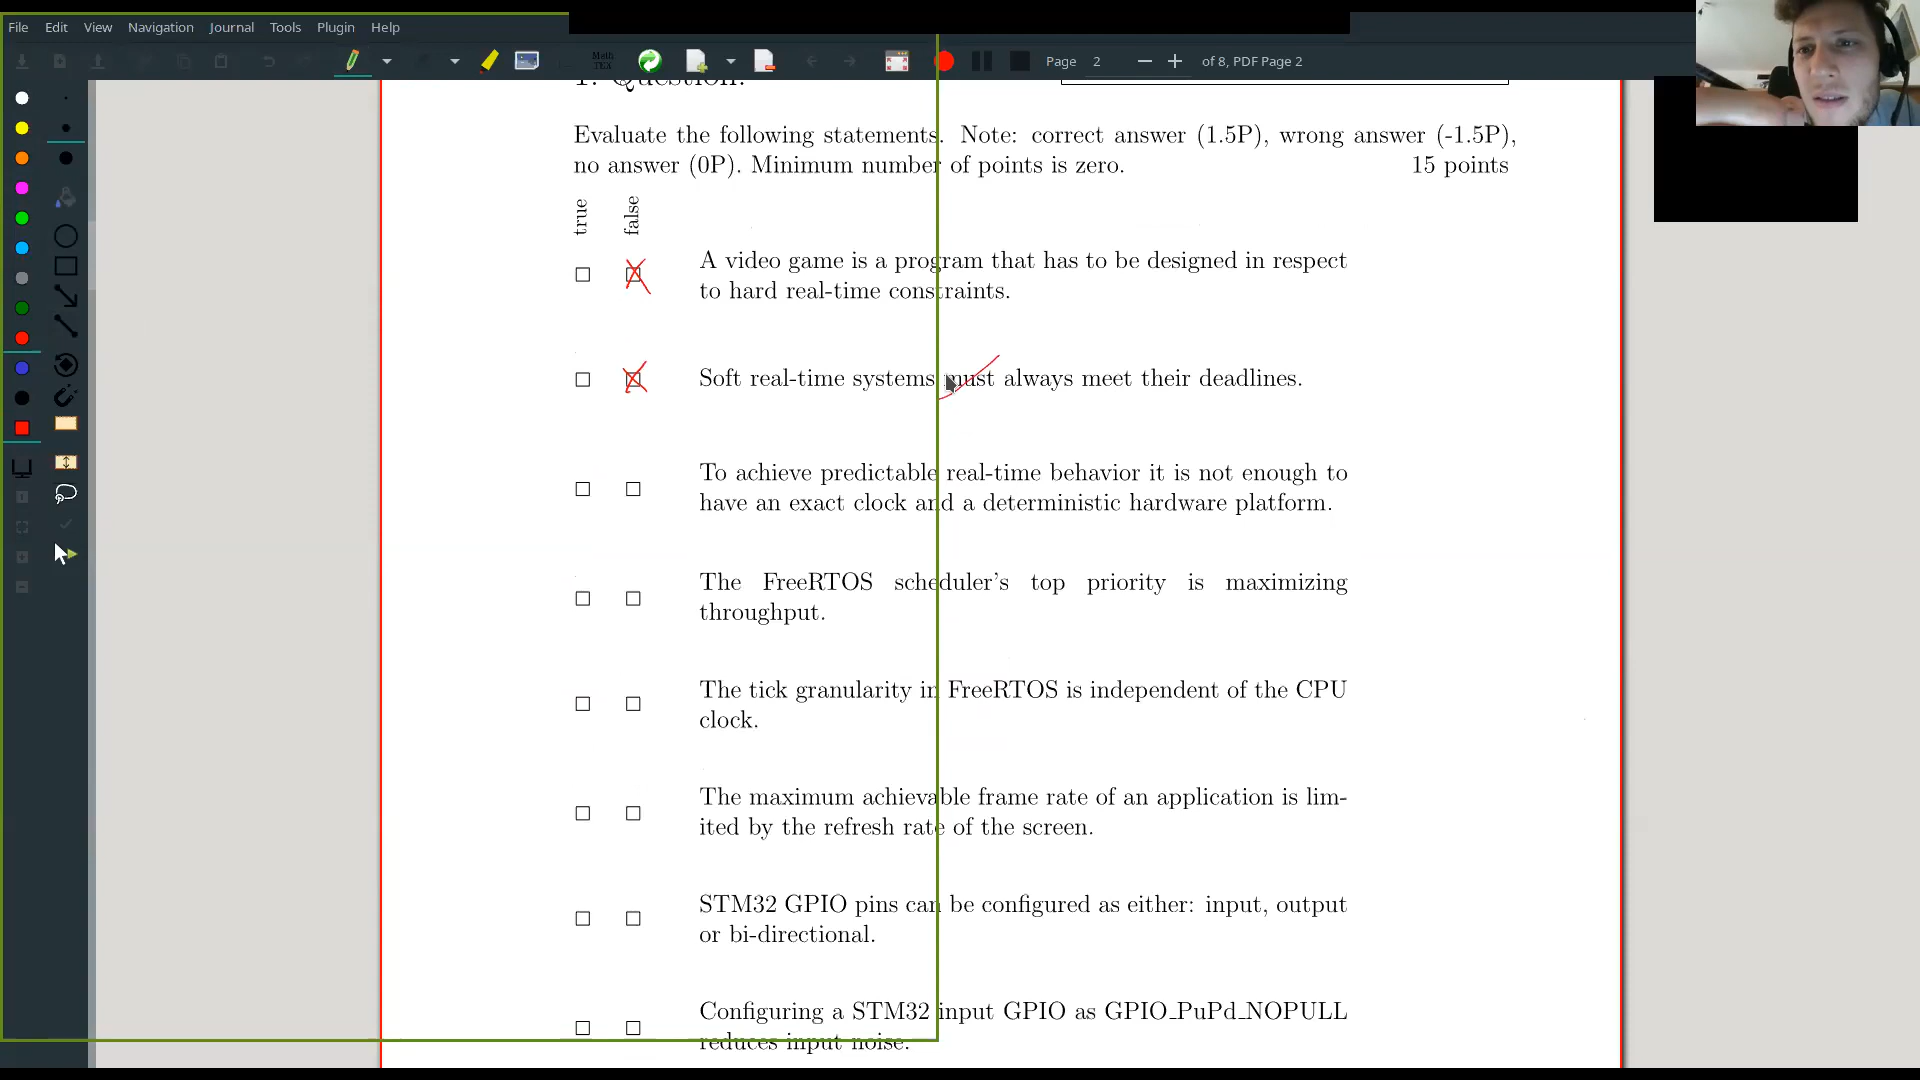 File Edit View Navigation Journal Tools Plugin Help
Page 2 of 8, PDF Page 2
1. Question:
Evaluate the following statements. Note: correct answer (1.5P), wrong answer (-1.5P),
no answer (0P). Minimum number of points is zero. 15 points
true false
A video game is a program that has to be designed in respect
to hard real-time constraints.
Soft real-time systems must always meet their deadlines.
To achieve predictable real-time behavior it is not enough to
have an exact clock and a deterministic hardware platform.
The FreeRTOS scheduler's top priority is maximizing
throughput.
The tick granularity in FreeRTOS is independent of the CPU
clock.
The maximum achievable frame rate of an application is lim-
ited by the refresh rate of the screen.
STM32 GPIO pins can be configured as either: input, output
or bi-directional.
Configuring a STM32 input GPIO as GPIO_PuPd_NOPULL
reduces input noise.